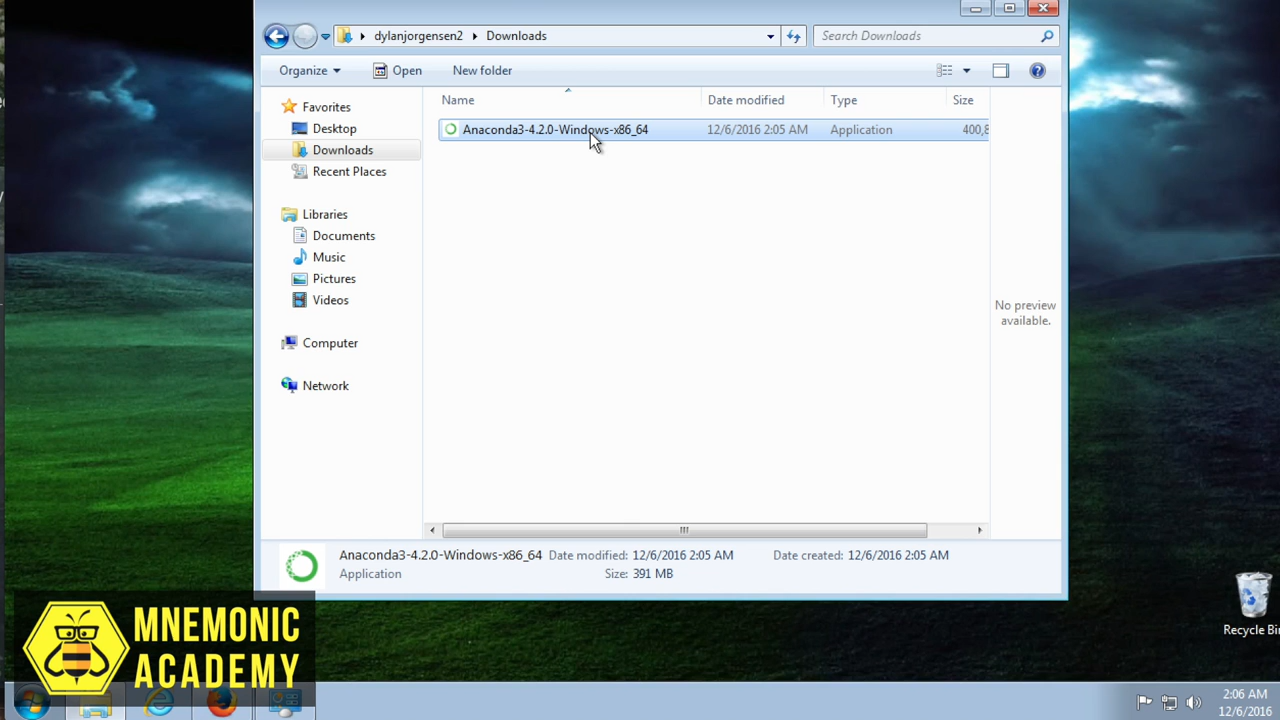 dylanjorgensen2 Downloads
Search Downloads
Organize Open New folder
Name Date modified Type Size
Anaconda3-4.2.0-Windows-x86_64 12/6/2016 2:05 AM Application 400,8
Favorites
Desktop
Downloads
Recent Places
Libraries
Documents
Music
Pictures
Videos
Computer
Network
No preview
available.
Anaconda3-4.2.0-Windows-x86_64 Date modified: 12/6/2016 2:05 AM Date created: 12/6/2016 2:05 AM
Application Size: 391 MB
MNEMONIC
ACADEMY
Recycle Bin
2:06 AM
12/6/2016